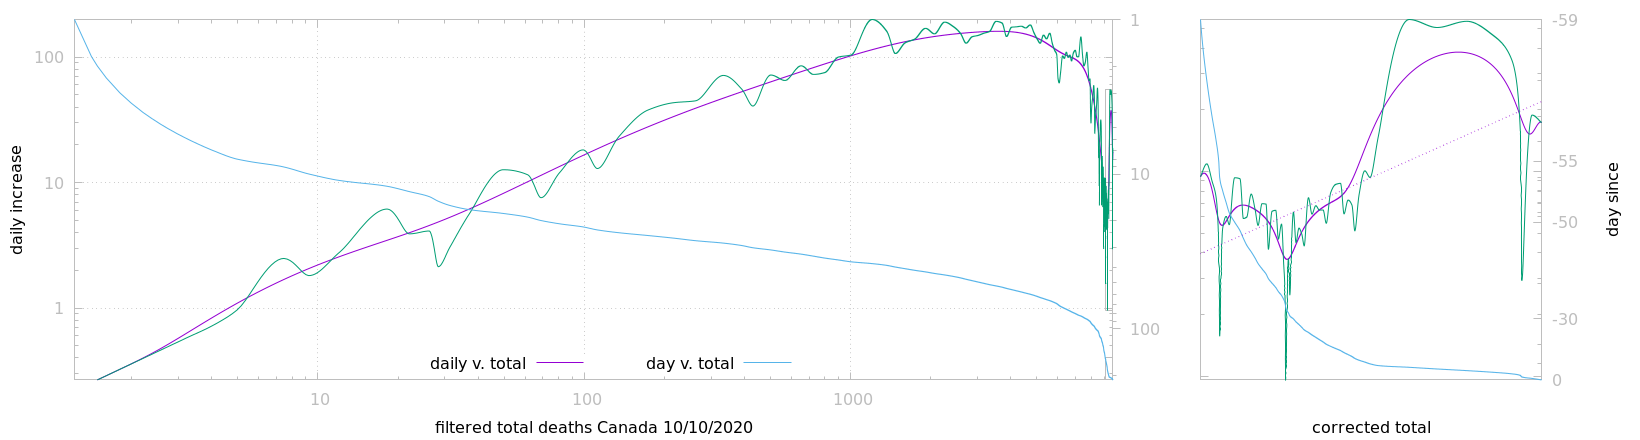 100
10
1
daily increase
10
100
1000
filtered total deaths Canada 10/10/2020
daily v. total
day v. total
1
10
100
-59
-55
-50
-30
0
day since
corrected total